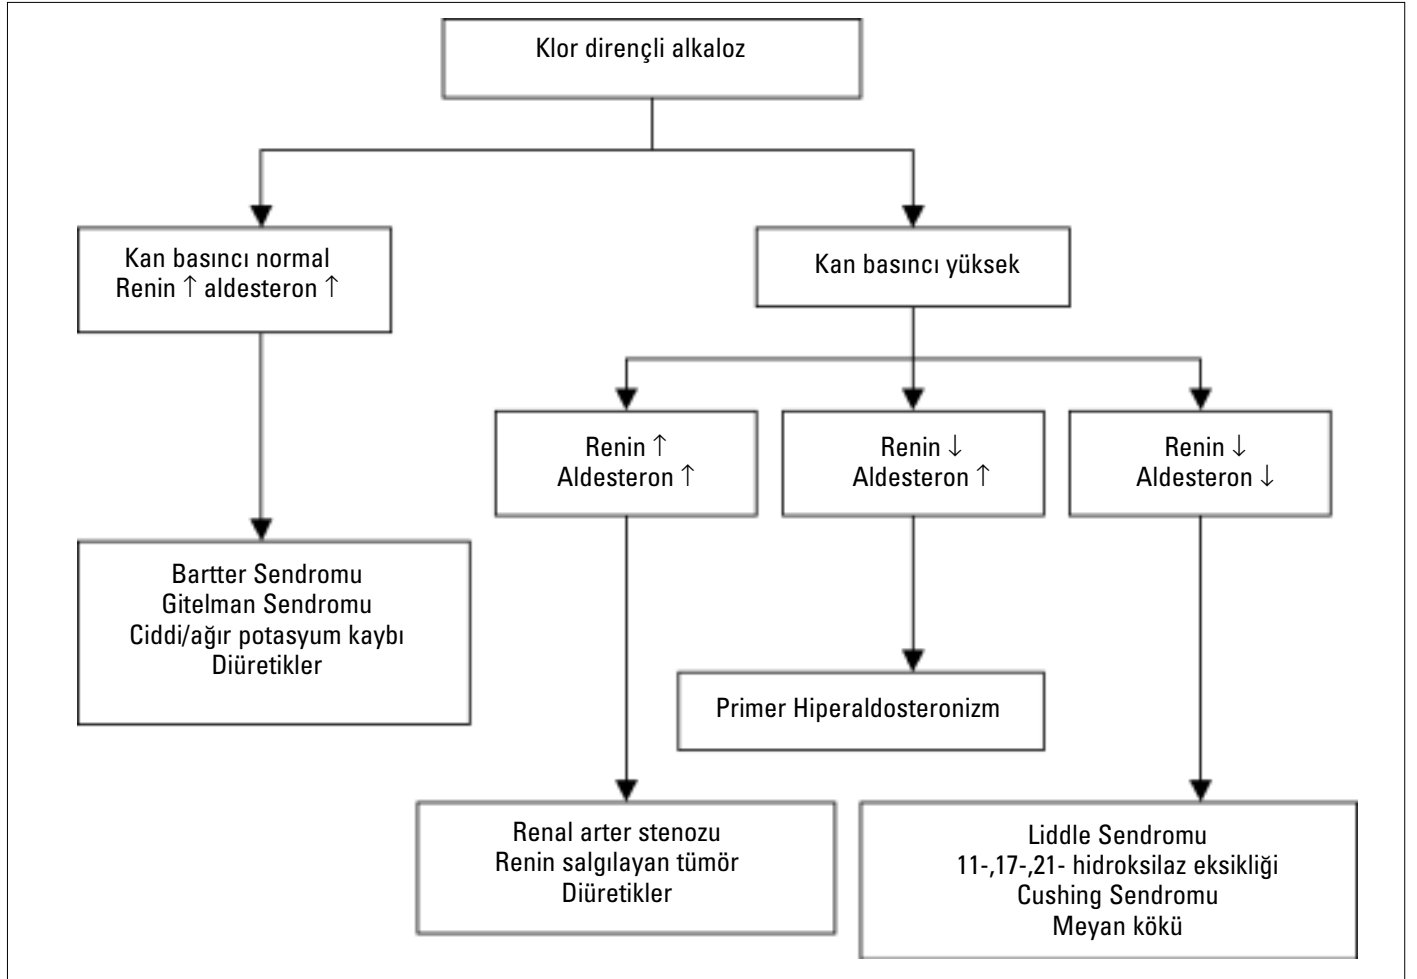 Klor dirençli alkaloz
Kan basıncı normal
Renin ↑ aldesteron ↑
Kan basıncı yüksek
Renin ↑
Aldesteron ↑
Renin ↓
Aldesteron ↑
Renin ↓
Aldesteron ↓
Bartter Sendromu
Gitelman Sendromu
Ciddi/ağır potasyum kaybı
Diüretikler
Primer Hiperaldosteronizm
Renal arter stenozu
Renin salgılayan tümör
Diüretikler
Liddle Sendromu
11-,17-,21- hidroksilaz eksikliği
Cushing Sendromu
Meyan kökü